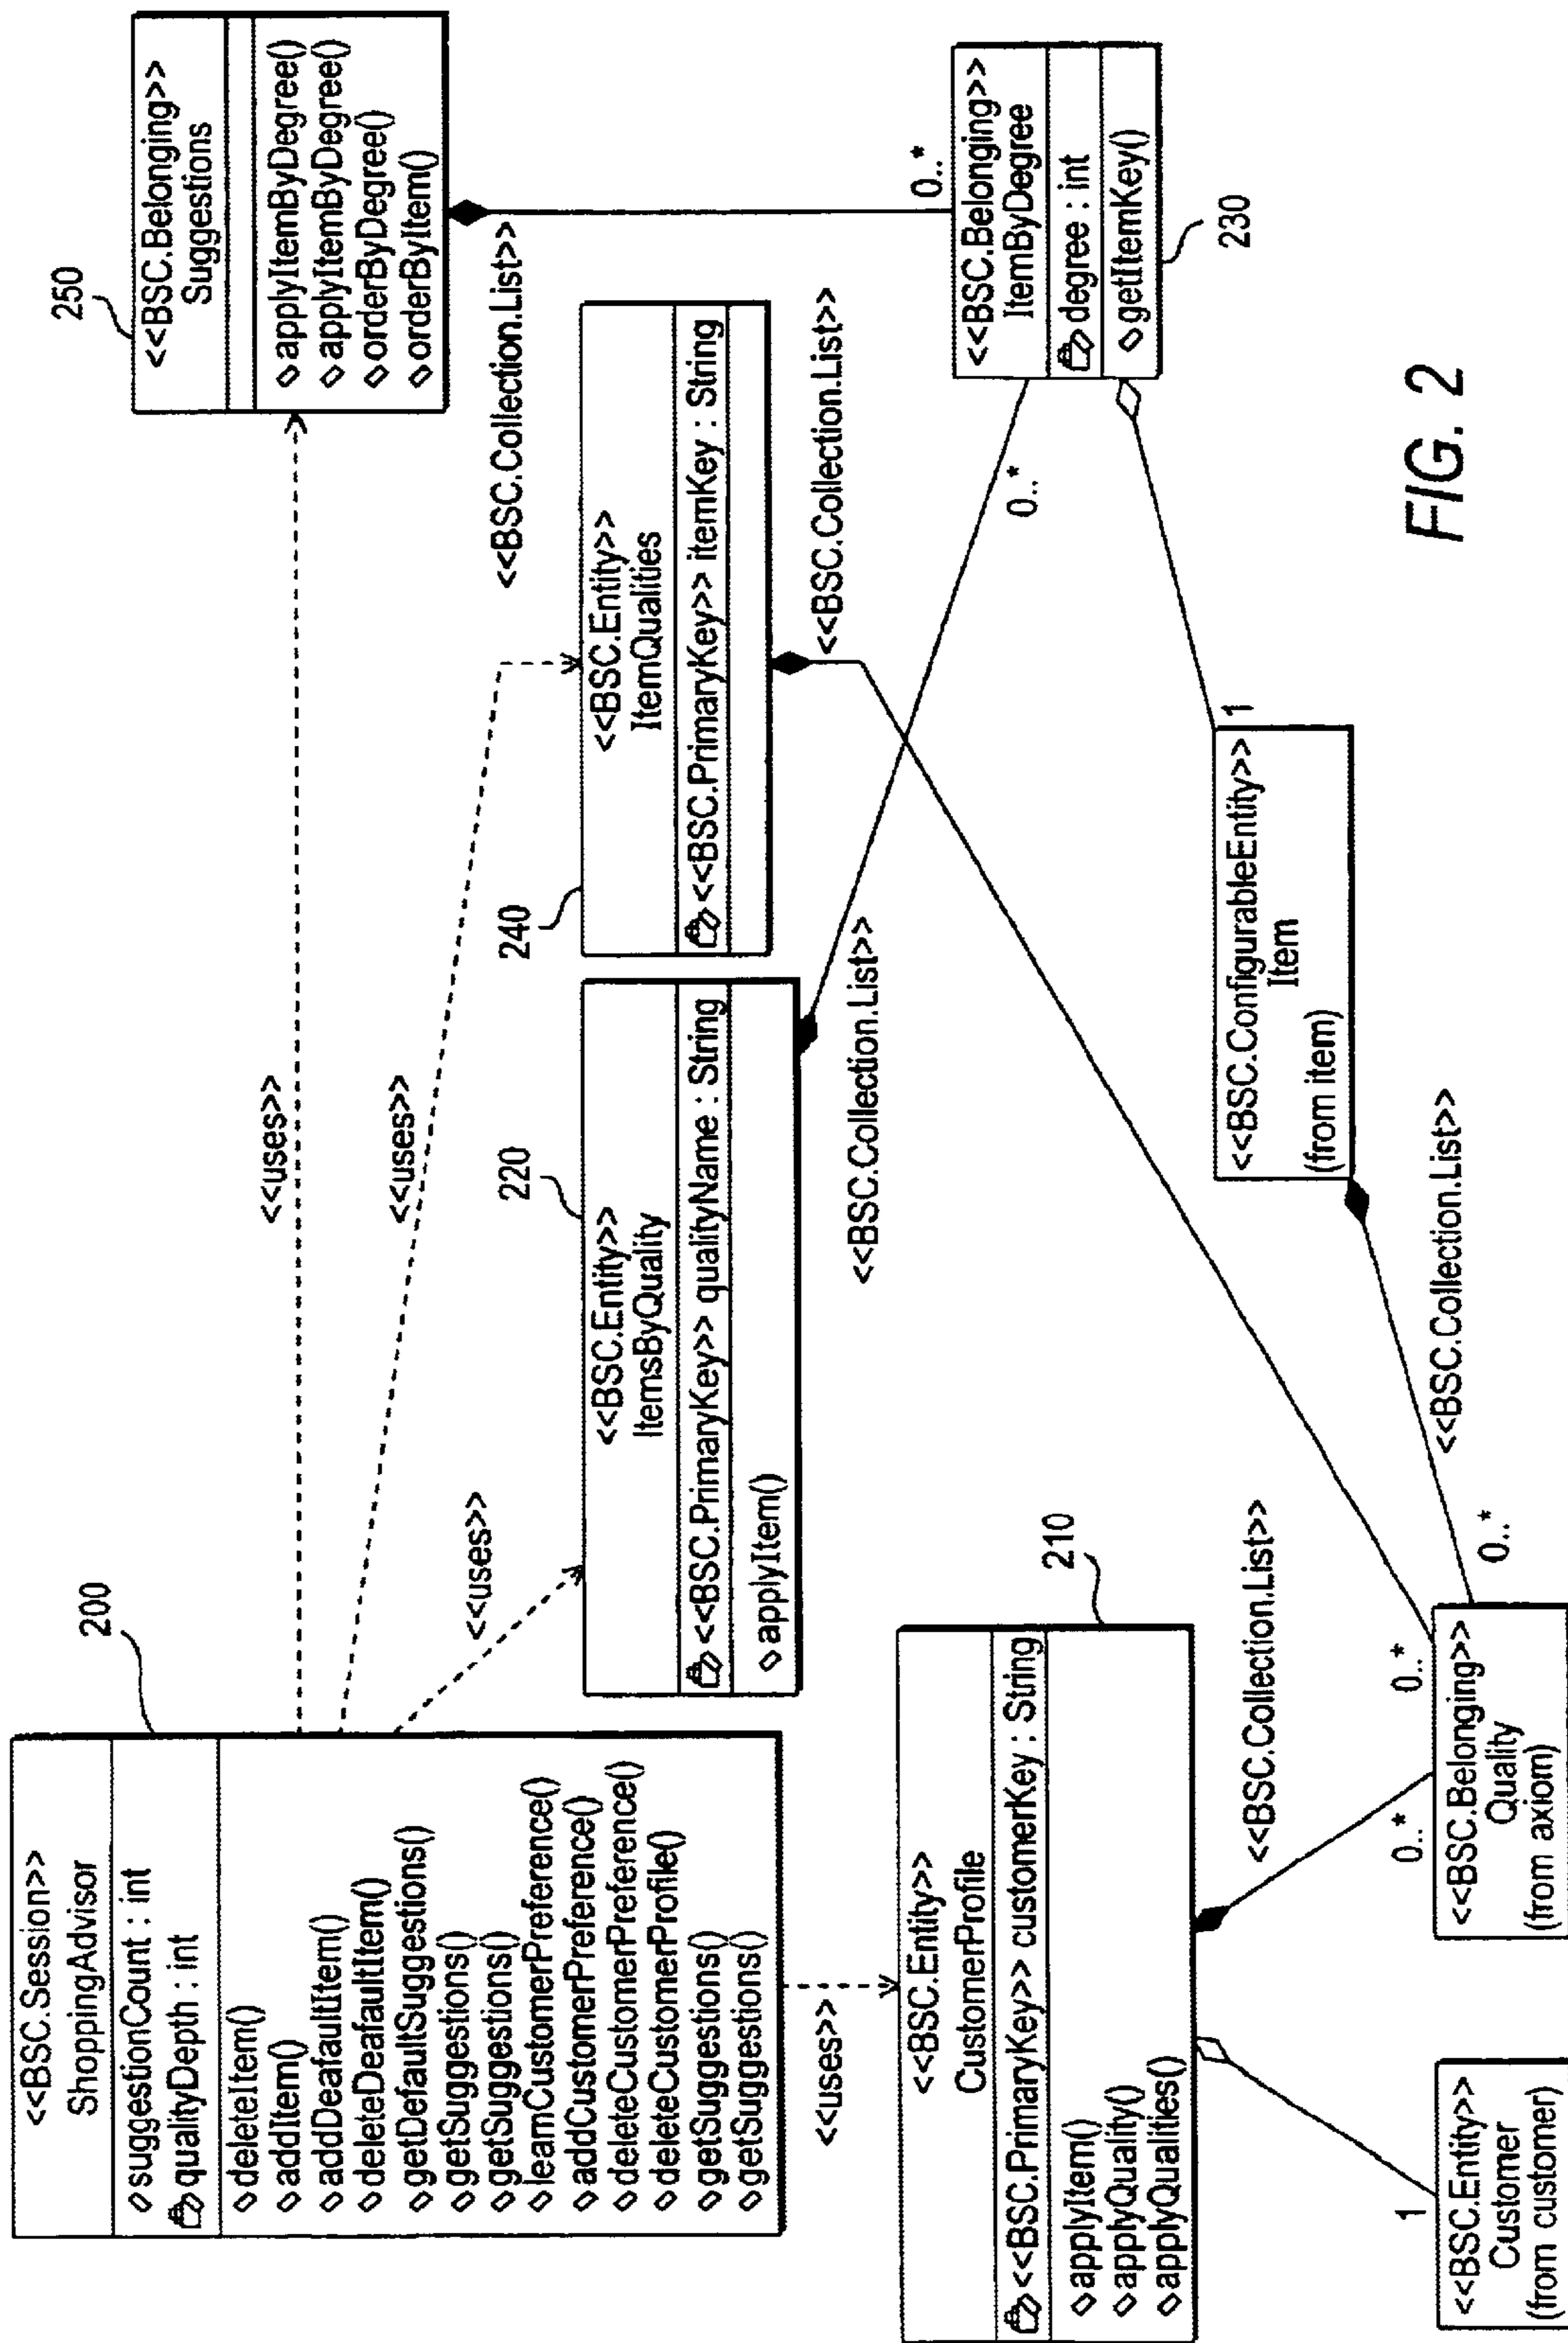 <<BSC.Session>>
ShoppingAdvisor
suggestionCount : int
qualityDepth : int
deleteItem()
addItem()
addDeafaultItem()
deleteDeafaultItem()
getDefaultSuggestions()
getSuggestions()
getSuggestions()
learnCustomerPreference()
addCustomerPreference()
deleteCustomerPreference()
deleteCustomerProfile()
getSuggestions()
getSuggestions()
200
<<uses>>
<<uses>>
<<uses>>
<<uses>>
250
<<BSC.Belonging>>
Suggestions
applyItemByDegree()
applyItemByDegree()
orderByDegree()
orderByItem()
<<BSC.Collection.List>>
220
<<BSC.Entity>>
ItemsByQuality
<<BSC.PrimaryKey>> qualityName : String
applyItem()
240
<<BSC.Entity>>
ItemQualities
<<BSC.PrimaryKey>> itemKey : String
<<BSC.Collection.List>>
<<BSC.Collection.List>>
0..*
0..*
<<BSC.Belonging>>
ItemByDegree
degree : int
getItemKey()
230
<<BSC.Entity>>
CustomerProfile
<<BSC.PrimaryKey>> customerKey : String
applyItem()
applyQuality()
applyQualities()
210
<<BSC.Collection.List>>
1
<<BSC.ConfigurableEntity>>
Item
(from item)
<<BSC.Collection.List>>
1
0..*
0..*
0..*
<<BSC.Entity>>
Customer
(from customer)
<<BSC.Belonging>>
Quality
(from axiom)
FIG. 2